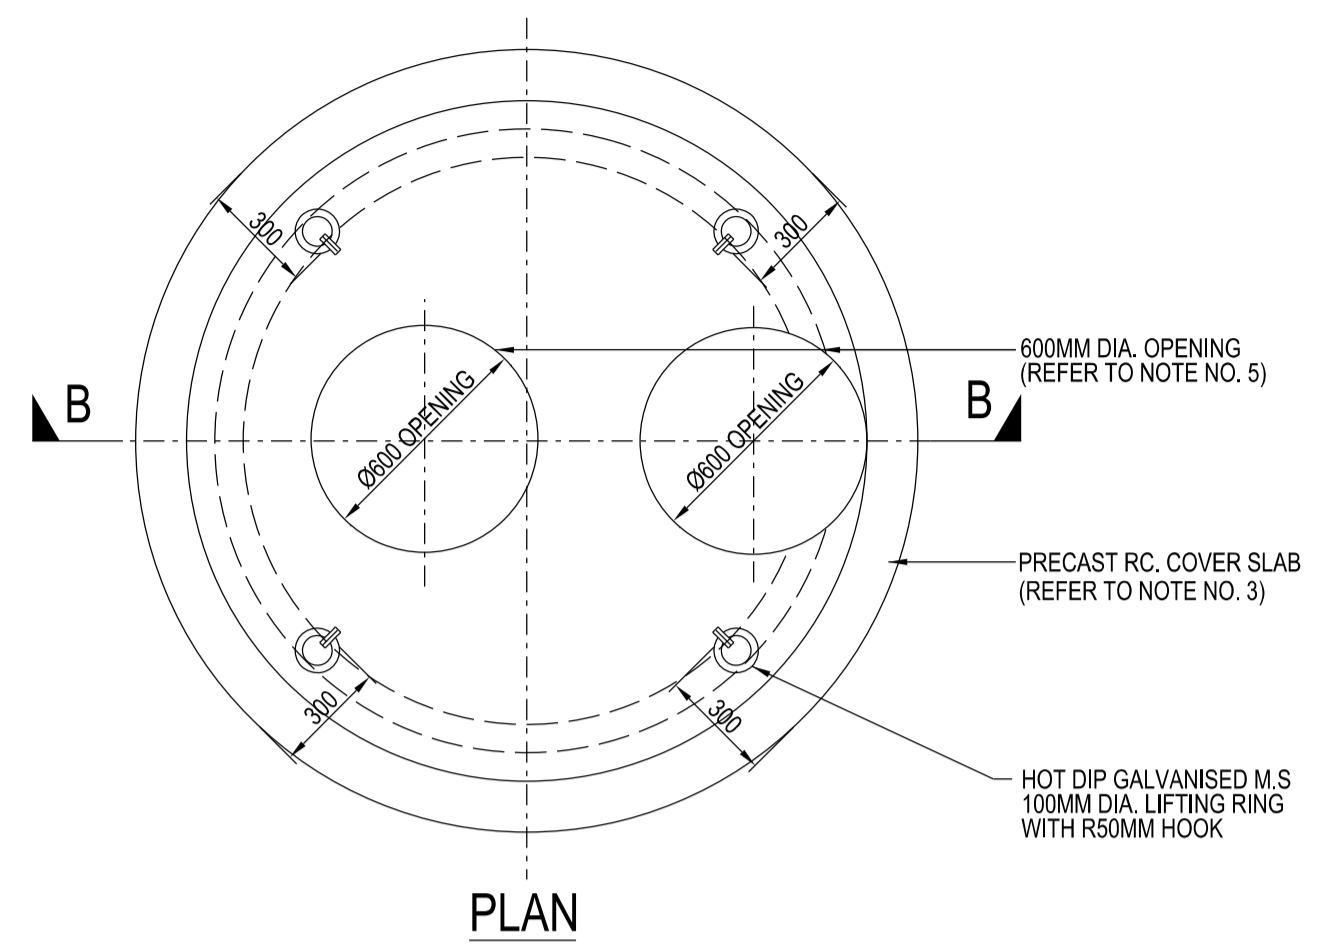 300
300
600MM DIA. OPENING
(REFER TO NOTE NO. 5)
B
B
Ø600 OPENING
Ø600 OPENING
PRECAST RC. COVER SLAB
(REFER TO NOTE NO. 3)
300
300
HOT DIP GALVANISED M.S
100MM DIA. LIFTING RING
WITH R50MM HOOK
PLAN